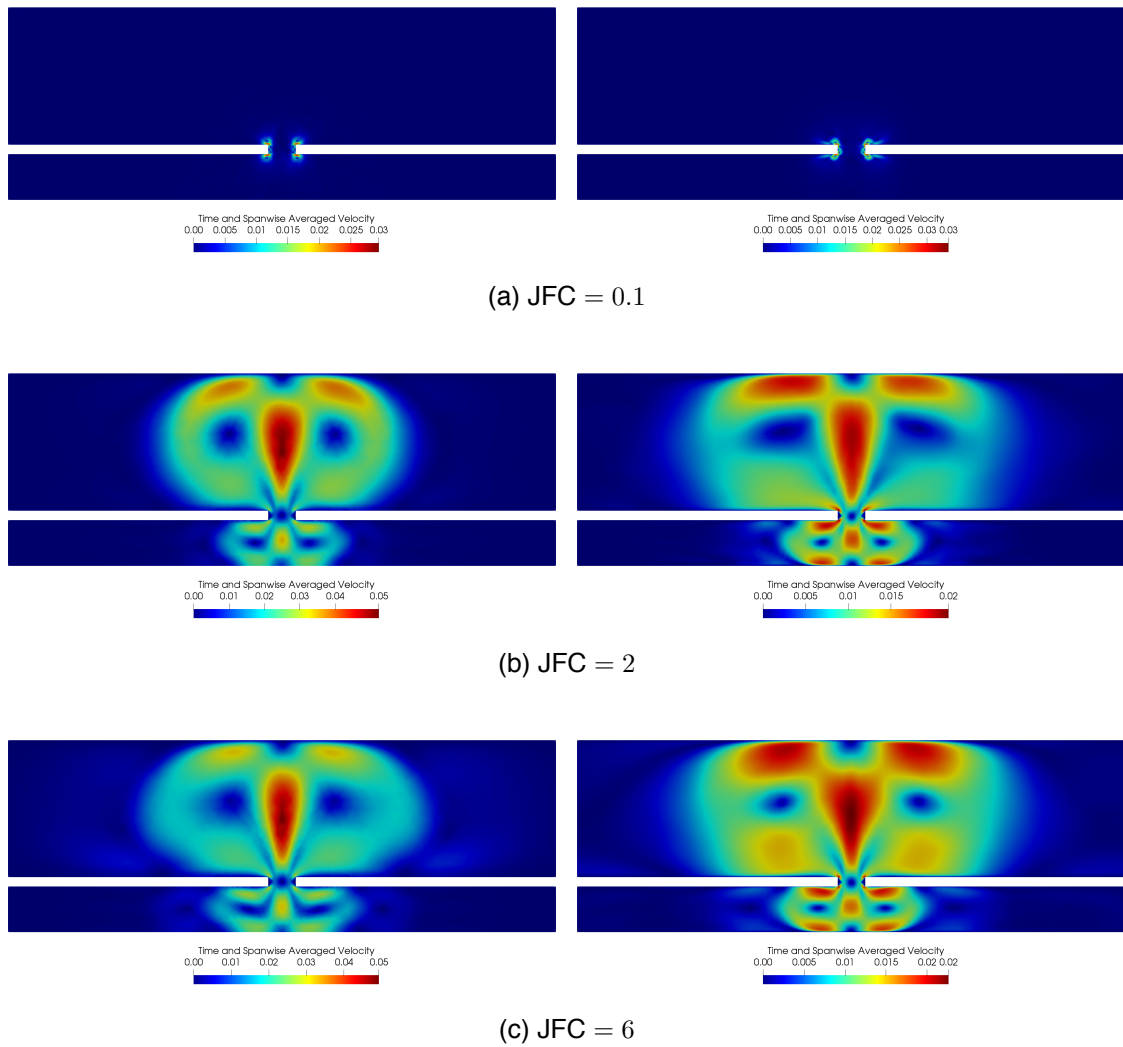 Time and Spanwise Averaged Velocity
0.00 0.005 0.01 0.015 0.02 0.025 0.03
Time and Spanwise Averaged Velocity
0.00 0.005 0.01 0.015 0.02 0.025 0.03 0.03
(a) JFC = 0.1
Time and Spanwise Averaged Velocity
0.00 0.01 0.02 0.03 0.04 0.05
Time and Spanwise Averaged Velocity
0.00 0.005 0.01 0.015 0.02
(b) JFC = 2
Time and Spanwise Averaged Velocity
0.00 0.01 0.02 0.03 0.04 0.05
Time and Spanwise Averaged Velocity
0.00 0.005 0.01 0.015 0.02 0.02
(c) JFC = 6